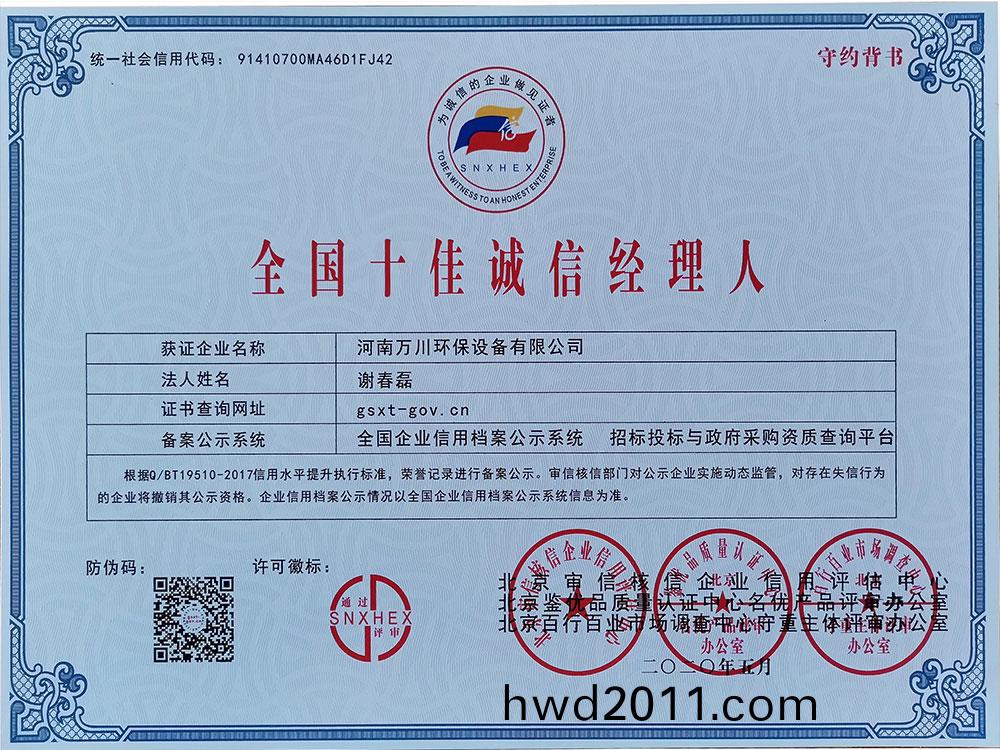 统一社会信用代码： 91410700MA46D1FJ42
守约背书
为诚信的企业做见证者
SNXHEX
TO BE A WITNESS TO AN HONEST ENTERPRISE
全国十佳诚信经理人
获证企业名称 河南万川环保设备有限公司
法人姓名 谢春磊
证书查询网址 gsxt-gov.cn
备案公示系统 全国企业信用档案公示系统 招标投标与政府采购资质查询平台
根据Q/BT19510-2017信用水平提升执行标准，荣誉记录进行备案公示。审信核信部门对公示企业实施动态监管，对存在失信行为
的企业将撤销其公示资格。企业信用档案公示情况以全国企业信用档案公示系统信息为准。
防伪码：
许可徽标：
通过
SNXHEX
评审
北京审信核信企业信用评估中心
北京鉴优品质量认证中心名优产品评审办公室
北京百行百业市场调查中心守重主体评审办公室
办公室
办公室
二〇二〇年五月
hwd2011.com